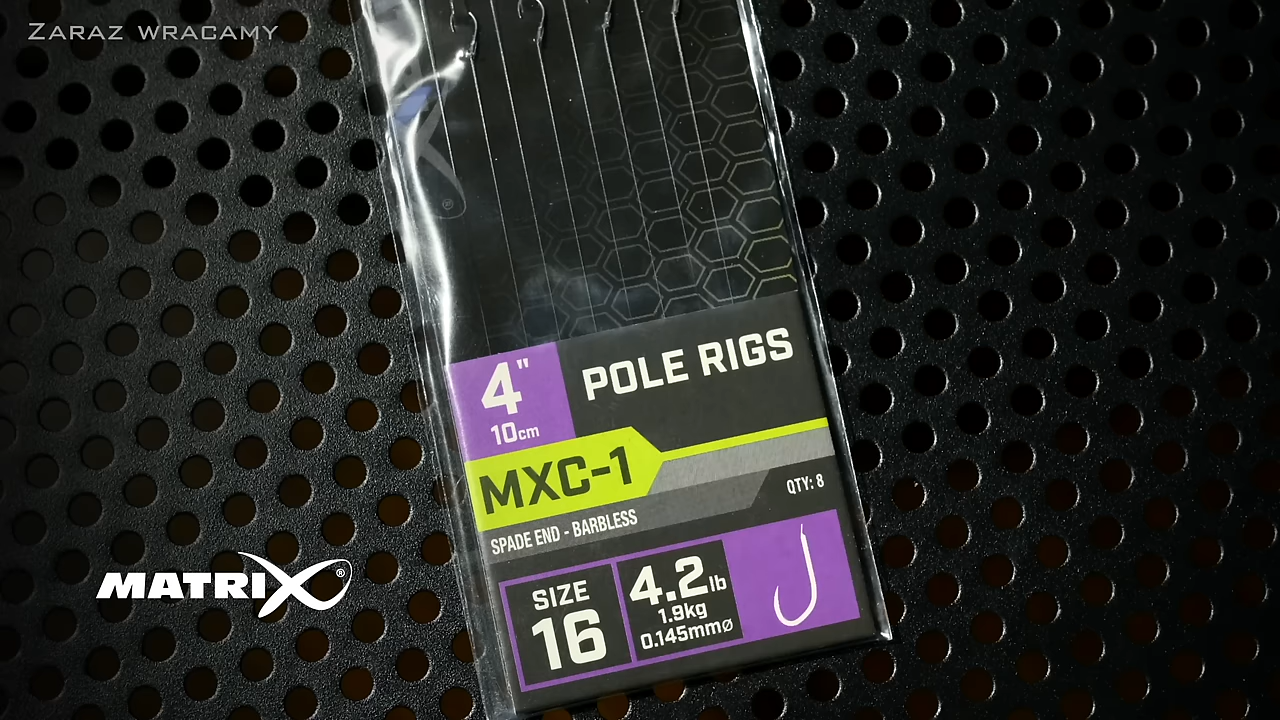 ZARAZ WRACAMY
4"
10cm
POLE RIGS
MXC-1
QTY: 8
SPADE END - BARBLESS
SIZE
16
4.2lb
1.9kg
0.145mmø
MATRIX®